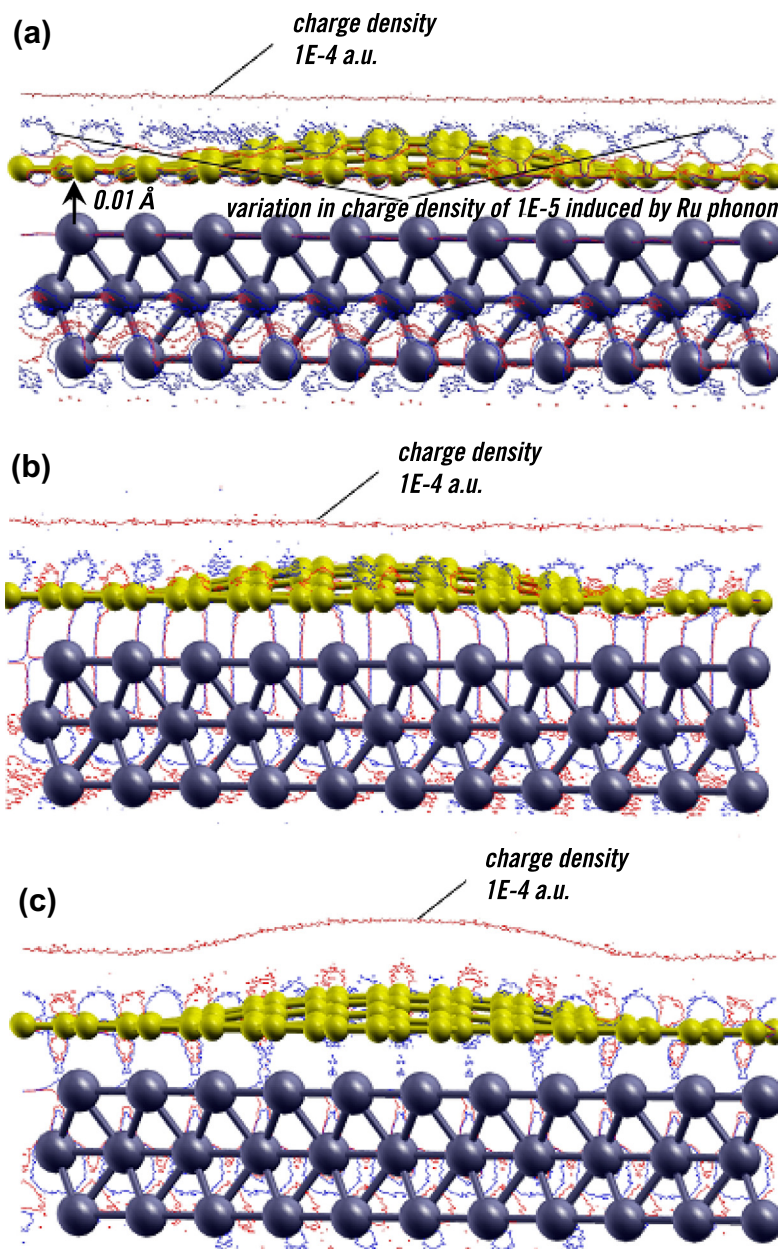 (a)
charge density
1E-4 a.u.
0.01 Å
variation in charge density of 1E-5 induced by Ru phonon
(b)
charge density
1E-4 a.u.
(c)
charge density
1E-4 a.u.